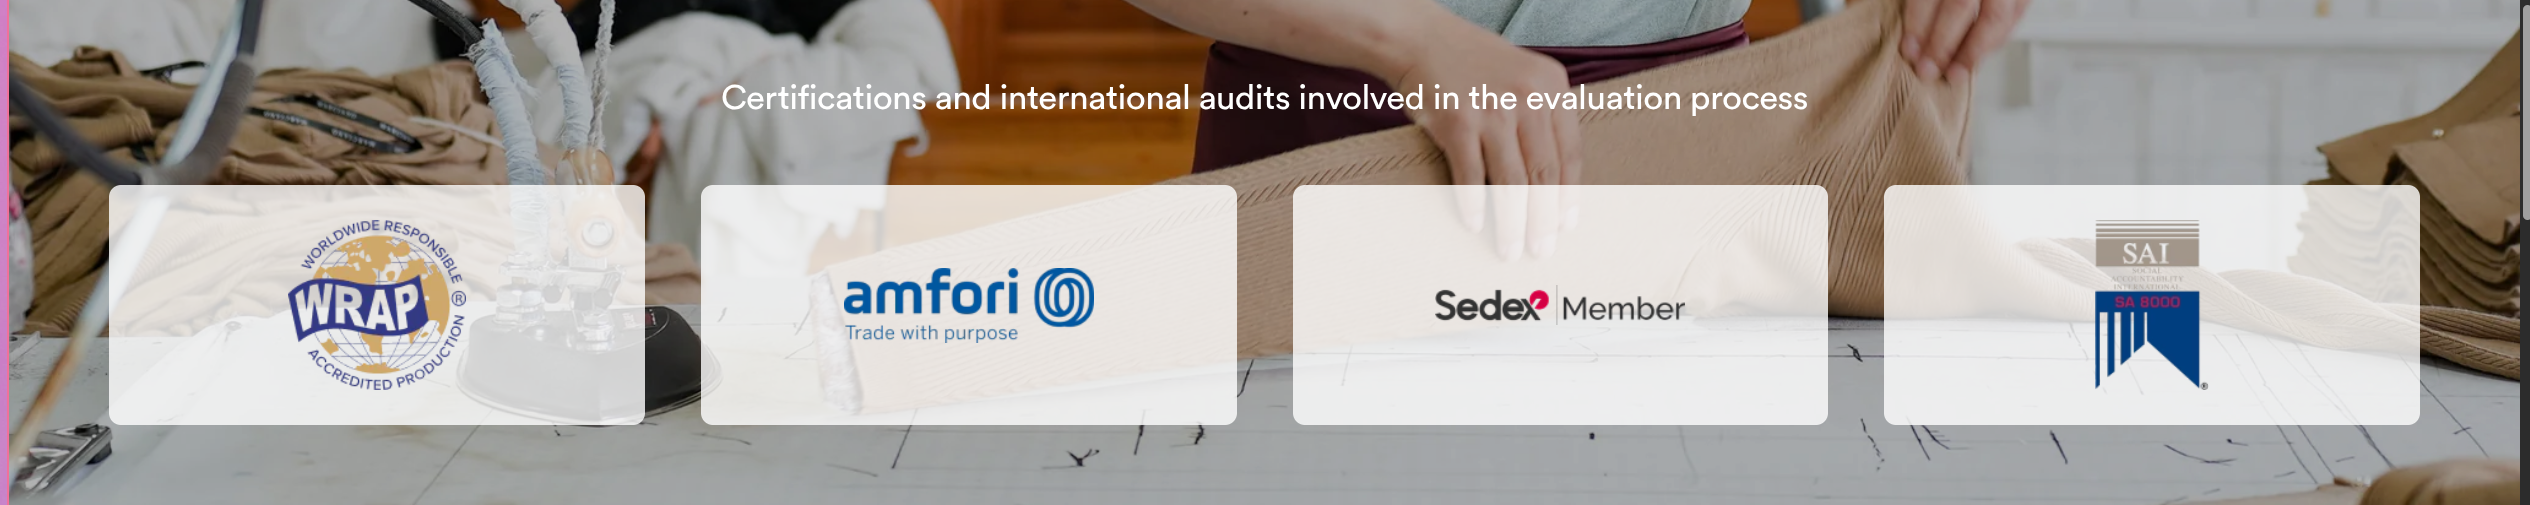 Certifications and international audits involved in the evaluation process
WORLDWIDE RESPONSIBLE
WRAP
®
ACCREDITED PRODUCTION
amfori
Trade with purpose
Sedex Member
SAI
SOCIAL
ACCOUNTABILITY
INTERNATIONAL
SA 8000
®